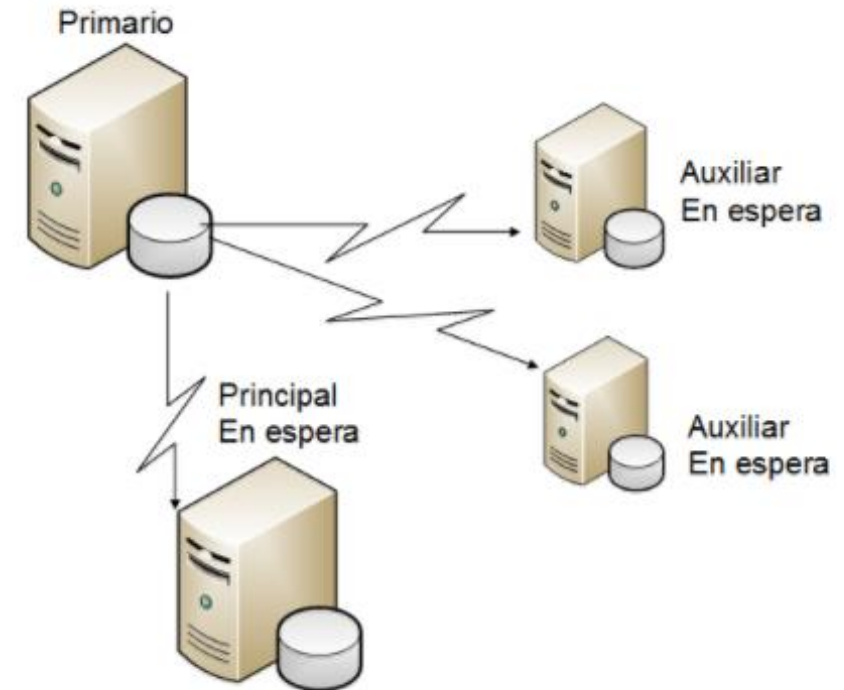 Primario
Auxiliar
En espera
Principal
En espera
Auxiliar
En espera